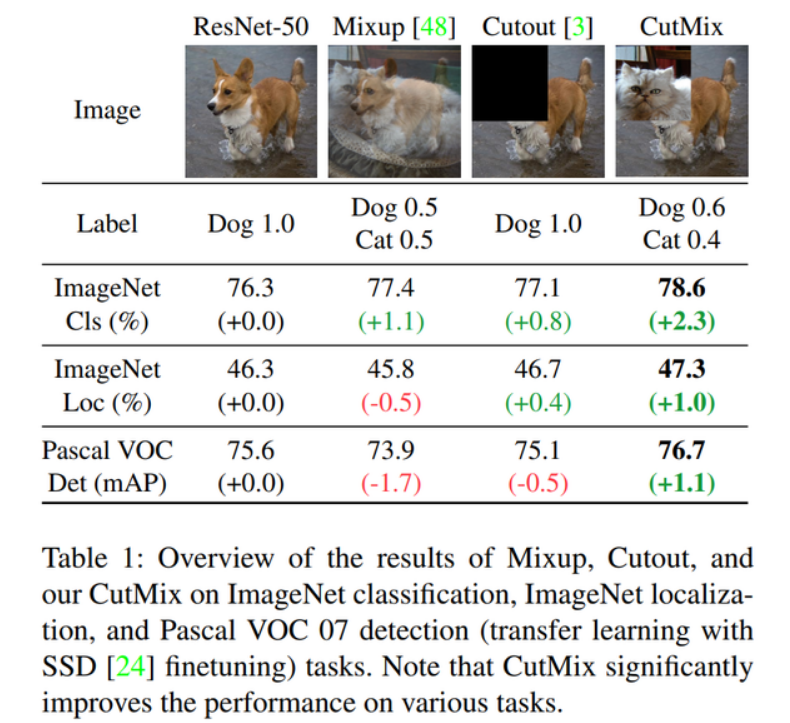 ResNet-50 Mixup [48] Cutout [3] CutMix
Image
Label Dog 1.0 Dog 0.5 Cat 0.5 Dog 1.0 Dog 0.6 Cat 0.4
ImageNet 76.3 77.4 77.1 78.6
Cls (%) (+0.0) (+1.1) (+0.8) (+2.3)
ImageNet 46.3 45.8 46.7 47.3
Loc (%) (+0.0) (-0.5) (+0.4) (+1.0)
Pascal VOC 75.6 73.9 75.1 76.7
Det (mAP) (+0.0) (-1.7) (-0.5) (+1.1)
Table 1: Overview of the results of Mixup, Cutout, and
our CutMix on ImageNet classification, ImageNet localiza-
tion, and Pascal VOC 07 detection (transfer learning with
SSD [24] finetuning) tasks. Note that CutMix significantly
improves the performance on various tasks.